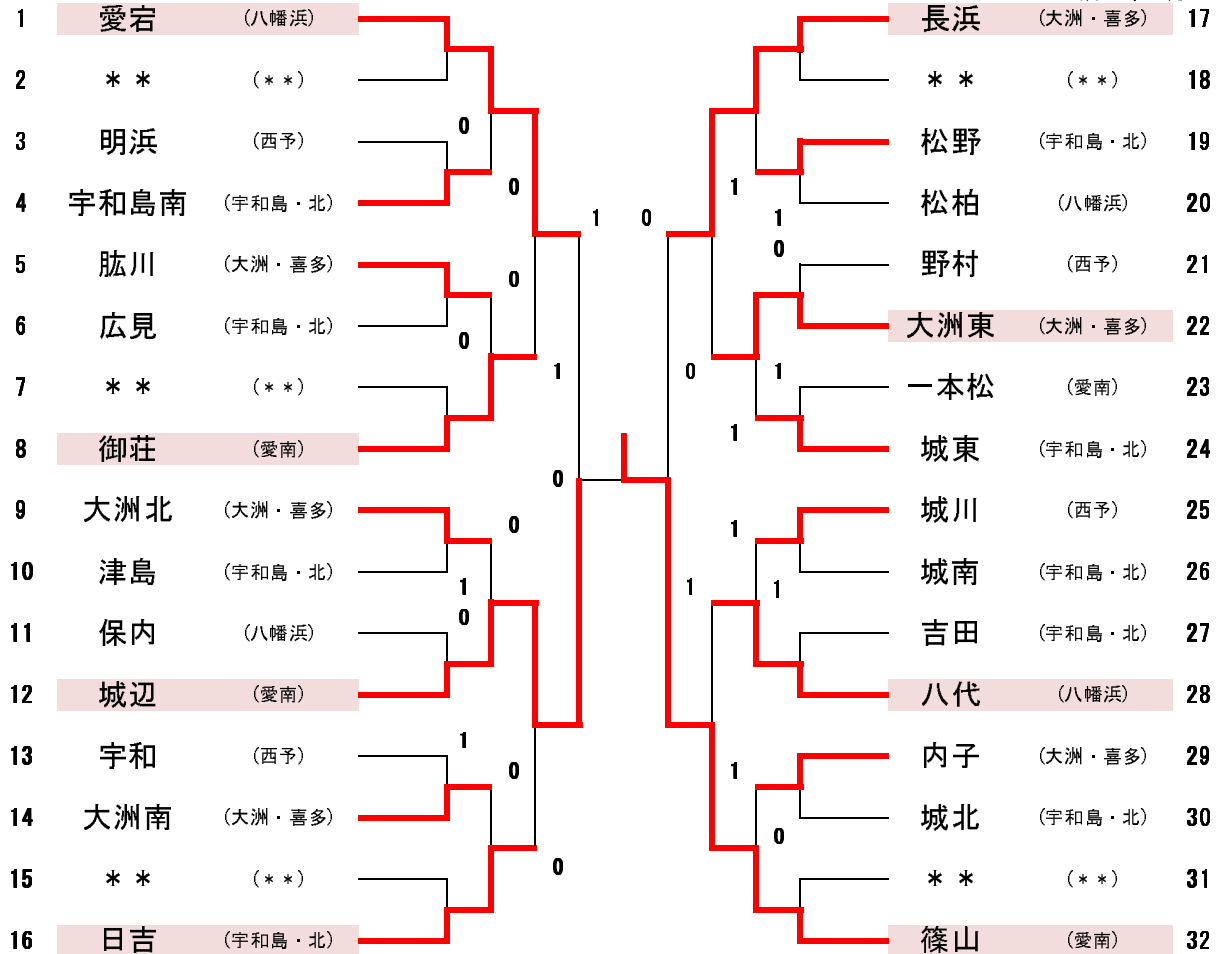 1 愛宕 (八幡浜)
2 ＊＊ (＊＊)
3 明浜 (西予)
4 宇和島南 (宇和島・北)
5 肱川 (大洲・喜多)
6 広見 (宇和島・北)
7 ＊＊ (＊＊)
8 御荘 (愛南)
9 大洲北 (大洲・喜多)
10 津島 (宇和島・北)
11 保内 (八幡浜)
12 城辺 (愛南)
13 宇和 (西予)
14 大洲南 (大洲・喜多)
15 ＊＊ (＊＊)
16 日吉 (宇和島・北)
0
0
1
0
0
1
0
0
1
0
1
0
0
0
1
1
0
0
1
1
1
1
1
1
0
長浜 (大洲・喜多) 17
＊＊ (＊＊) 18
松野 (宇和島・北) 19
松柏 (八幡浜) 20
野村 (西予) 21
大洲東 (大洲・喜多) 22
一本松 (愛南) 23
城東 (宇和島・北) 24
城川 (西予) 25
城南 (宇和島・北) 26
吉田 (宇和島・北) 27
八代 (八幡浜) 28
内子 (大洲・喜多) 29
城北 (宇和島・北) 30
＊＊ (＊＊) 31
篠山 (愛南) 32